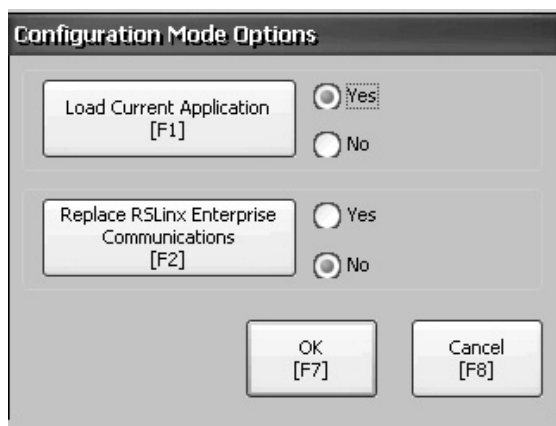 Configuration Mode Options
Load Current Application
[F1]
Yes
No
Replace RSLinx Enterprise
Communications
[F2]
Yes
No
OK
[F7]
Cancel
[F8]